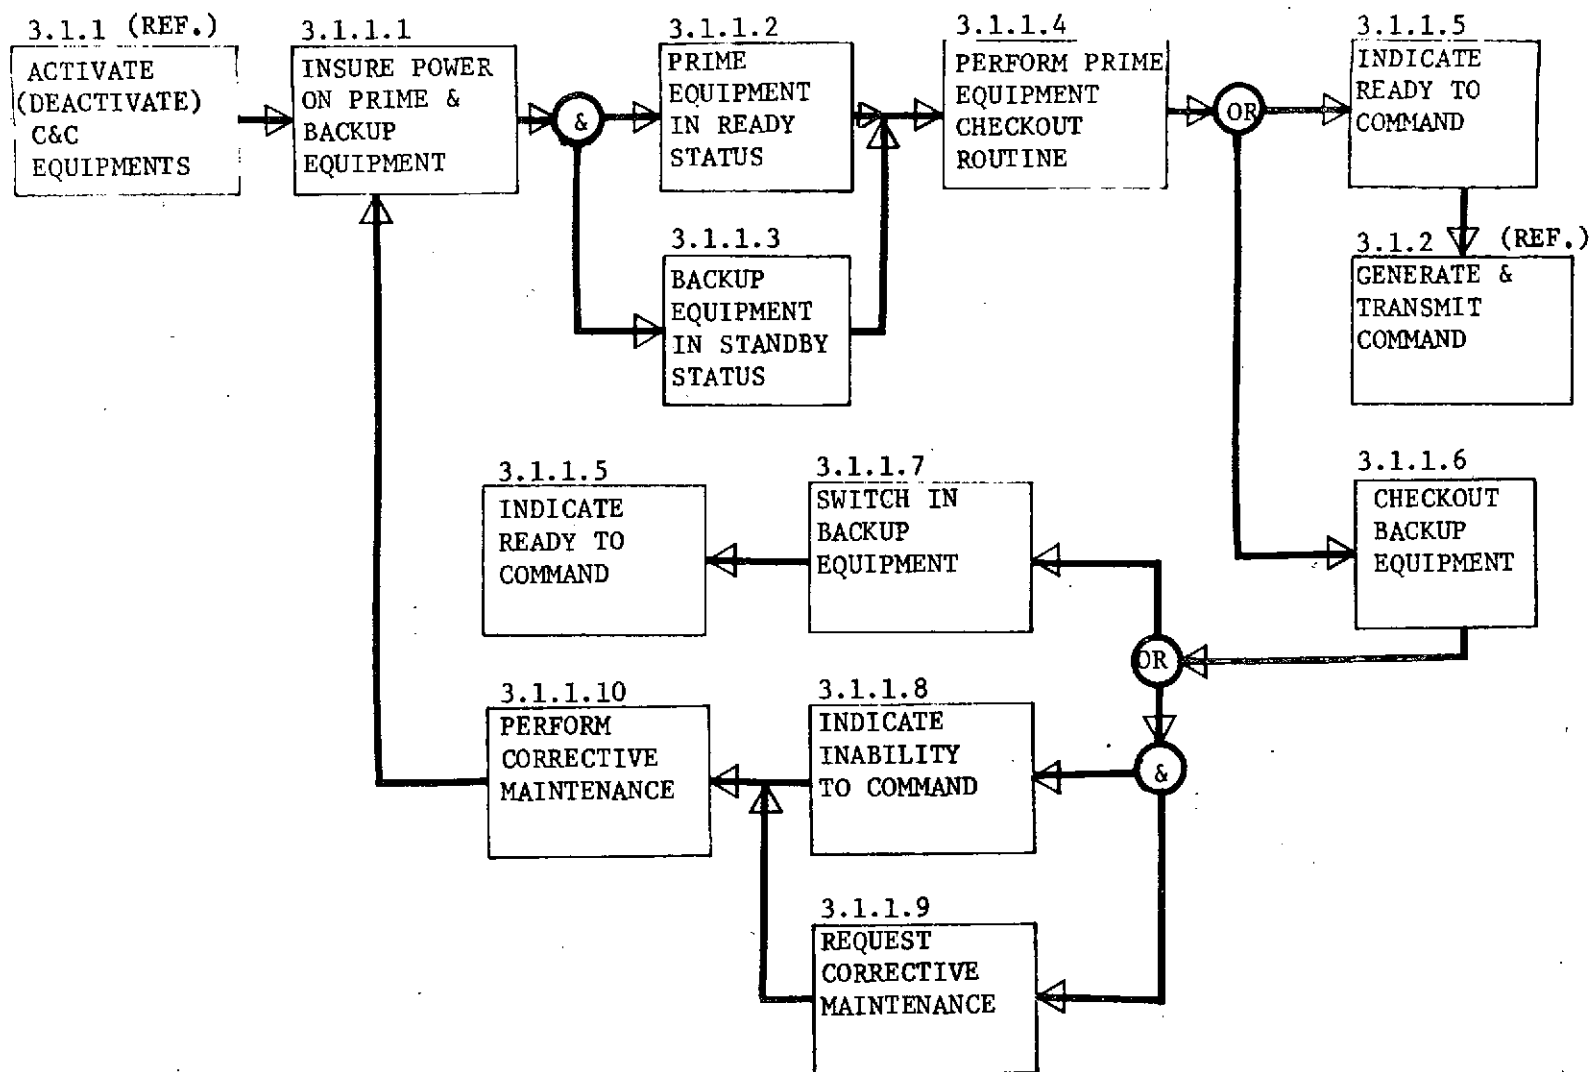 3.1.1 (REF.)
ACTIVATE
(DEACTIVATE)
C&C
EQUIPMENTS
3.1.1.1
INSURE POWER
ON PRIME &
BACKUP
EQUIPMENT
&
3.1.1.2
PRIME
EQUIPMENT
IN READY
STATUS
3.1.1.3
BACKUP
EQUIPMENT
IN STANDBY
STATUS
3.1.1.4
PERFORM PRIME
EQUIPMENT
CHECKOUT
ROUTINE
OR
3.1.1.5
INDICATE
READY TO
COMMAND
3.1.2 (REF.)
GENERATE &
TRANSMIT
COMMAND
3.1.1.6
CHECKOUT
BACKUP
EQUIPMENT
OR
3.1.1.7
SWITCH IN
BACKUP
EQUIPMENT
3.1.1.5
INDICATE
READY TO
COMMAND
&
3.1.1.8
INDICATE
INABILITY
TO COMMAND
3.1.1.9
REQUEST
CORRECTIVE
MAINTENANCE
3.1.1.10
PERFORM
CORRECTIVE
MAINTENANCE